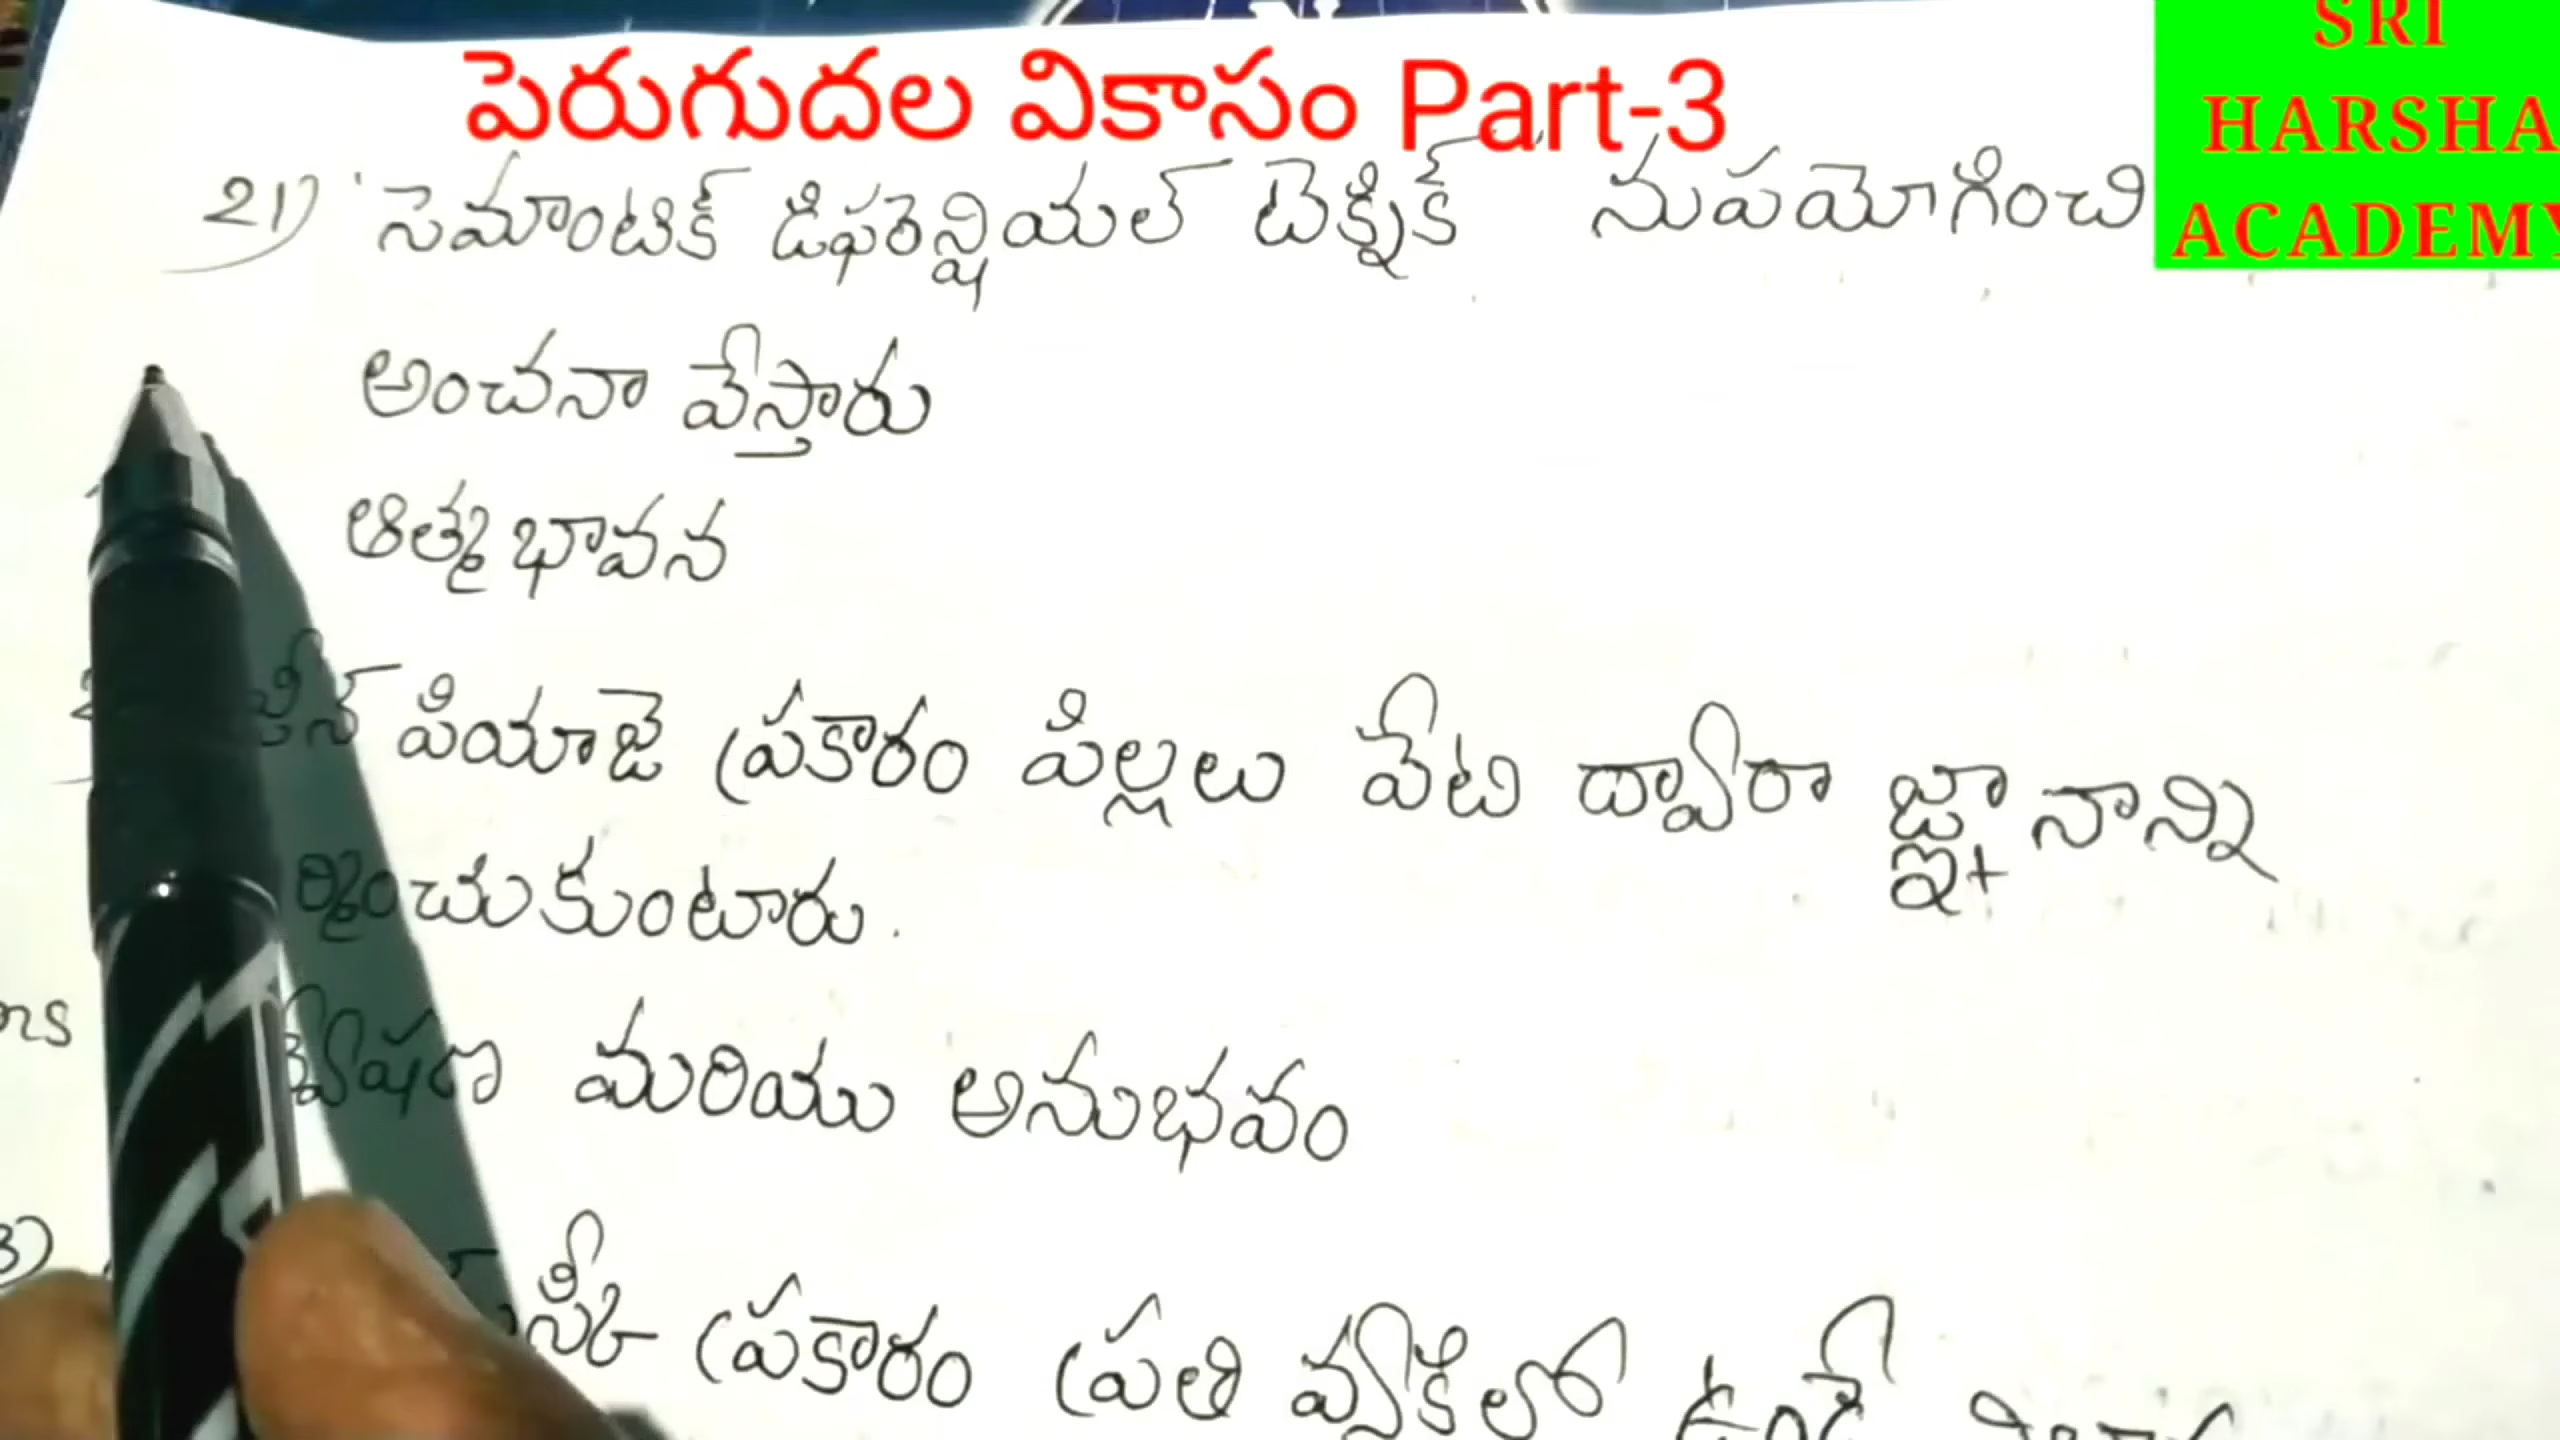 పెరుగుదల వికాసం Part-3
SRI
HARSHA
ACADEMY
21) 'సెమాంటిక్ డిఫరెన్షియల్ టెక్నిక్' నుపయోగించి
అంచనా వేస్తారు
ఆత్మ భావన
పియాజె ప్రకారం పిల్లలు వేటి ద్వారా జ్ఞానాన్ని
ర్మించుకుంటారు.
మరియు అనుభవం
3)
ప్రకారం ప్రతి వ్యక్తిలో ఉండే